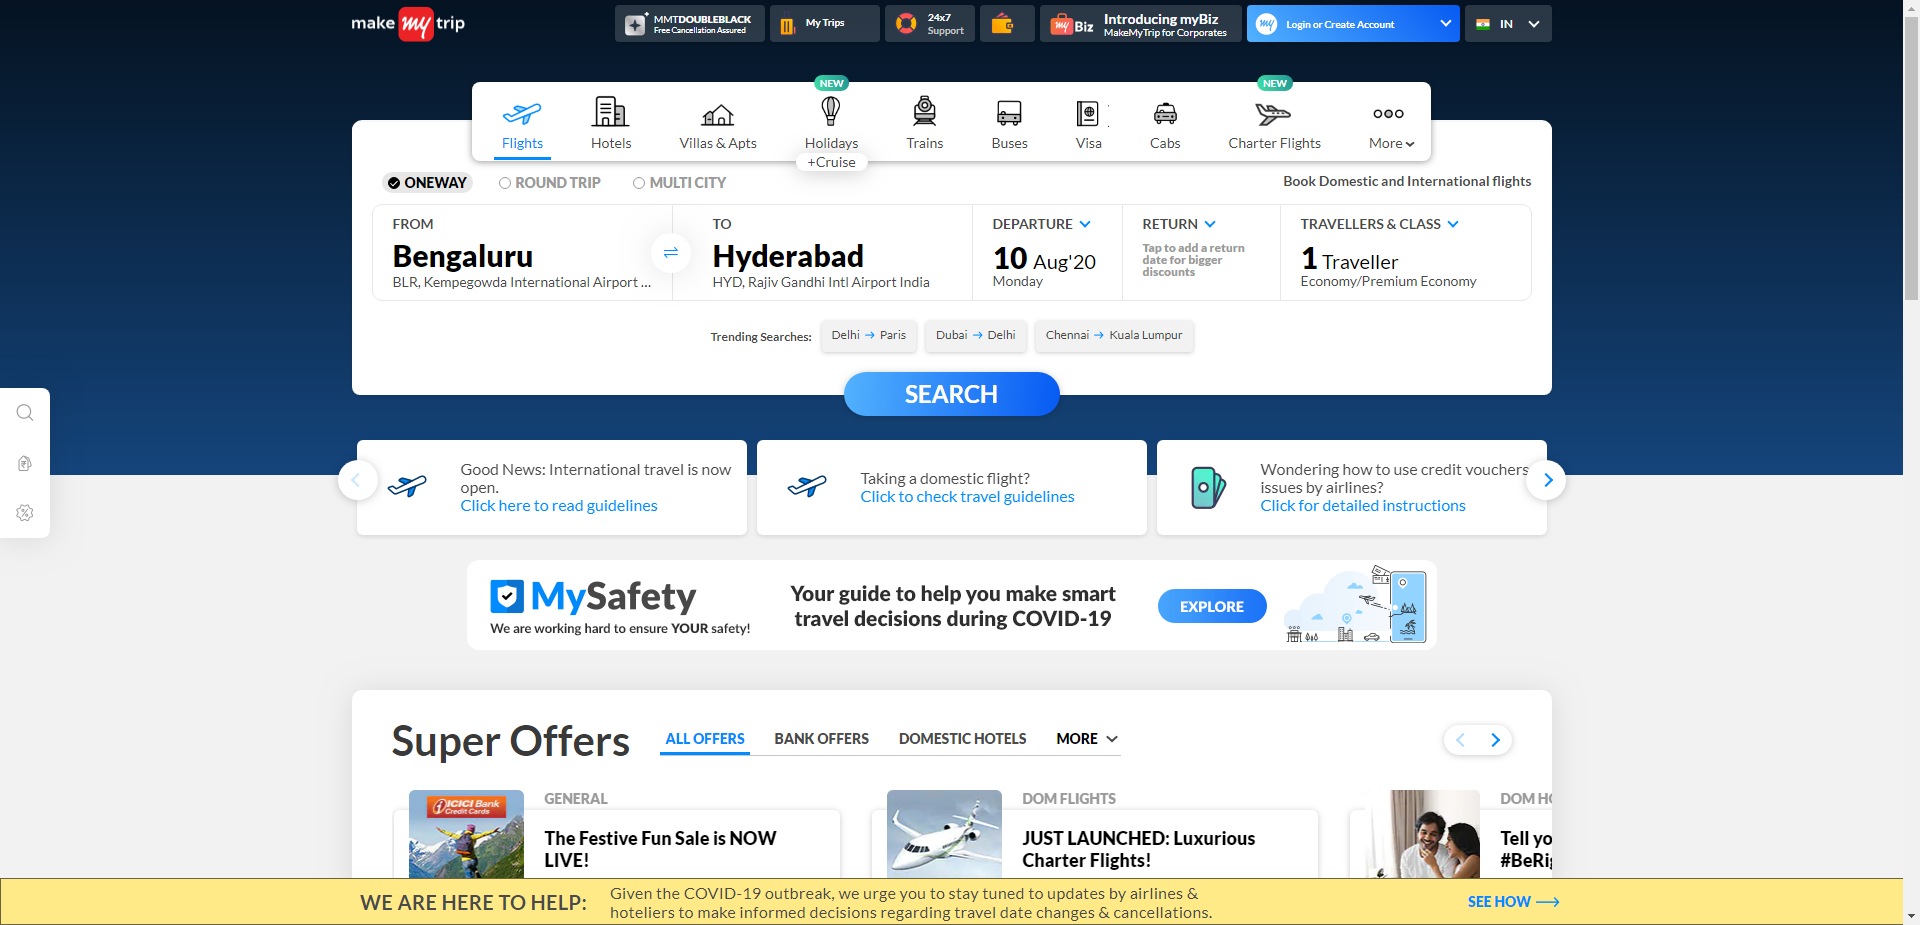 make my trip
MMTDOUBLEBLACK
Free Cancellation Assured
My Trips
24x7
Support
my Biz
Introducing myBiz
MakeMyTrip for Corporates
my
Login or Create Account
IN
NEW
NEW
Flights
Hotels
Villas & Apts
Holidays
Trains
Buses
Visa
Cabs
Charter Flights
More
+Cruise
ONEWAY
ROUND TRIP
MULTI CITY
Book Domestic and International flights
FROM
Bengaluru
BLR, Kempegowda International Airport ...
TO
Hyderabad
HYD, Rajiv Gandhi Intl Airport India
DEPARTURE
10 Aug'20
Monday
RETURN
Tap to add a return
date for bigger
discounts
TRAVELLERS & CLASS
1 Traveller
Economy/Premium Economy
Trending Searches:
Delhi → Paris
Dubai → Delhi
Chennai → Kuala Lumpur
SEARCH
Good News: International travel is now
open.
Click here to read guidelines
Taking a domestic flight?
Click to check travel guidelines
Wondering how to use credit vouchers
issues by airlines?
Click for detailed instructions
MySafety
We are working hard to ensure YOUR safety!
Your guide to help you make smart
travel decisions during COVID-19
EXPLORE
Super Offers
ALL OFFERS
BANK OFFERS
DOMESTIC HOTELS
MORE
ICICI Bank
Credit Cards
GENERAL
The Festive Fun Sale is NOW
LIVE!
DOM FLIGHTS
JUST LAUNCHED: Luxurious
Charter Flights!
DOM HO
Tell yo
#BeRig
WE ARE HERE TO HELP:
Given the COVID-19 outbreak, we urge you to stay tuned to updates by airlines &
hoteliers to make informed decisions regarding travel date changes & cancellations.
SEE HOW